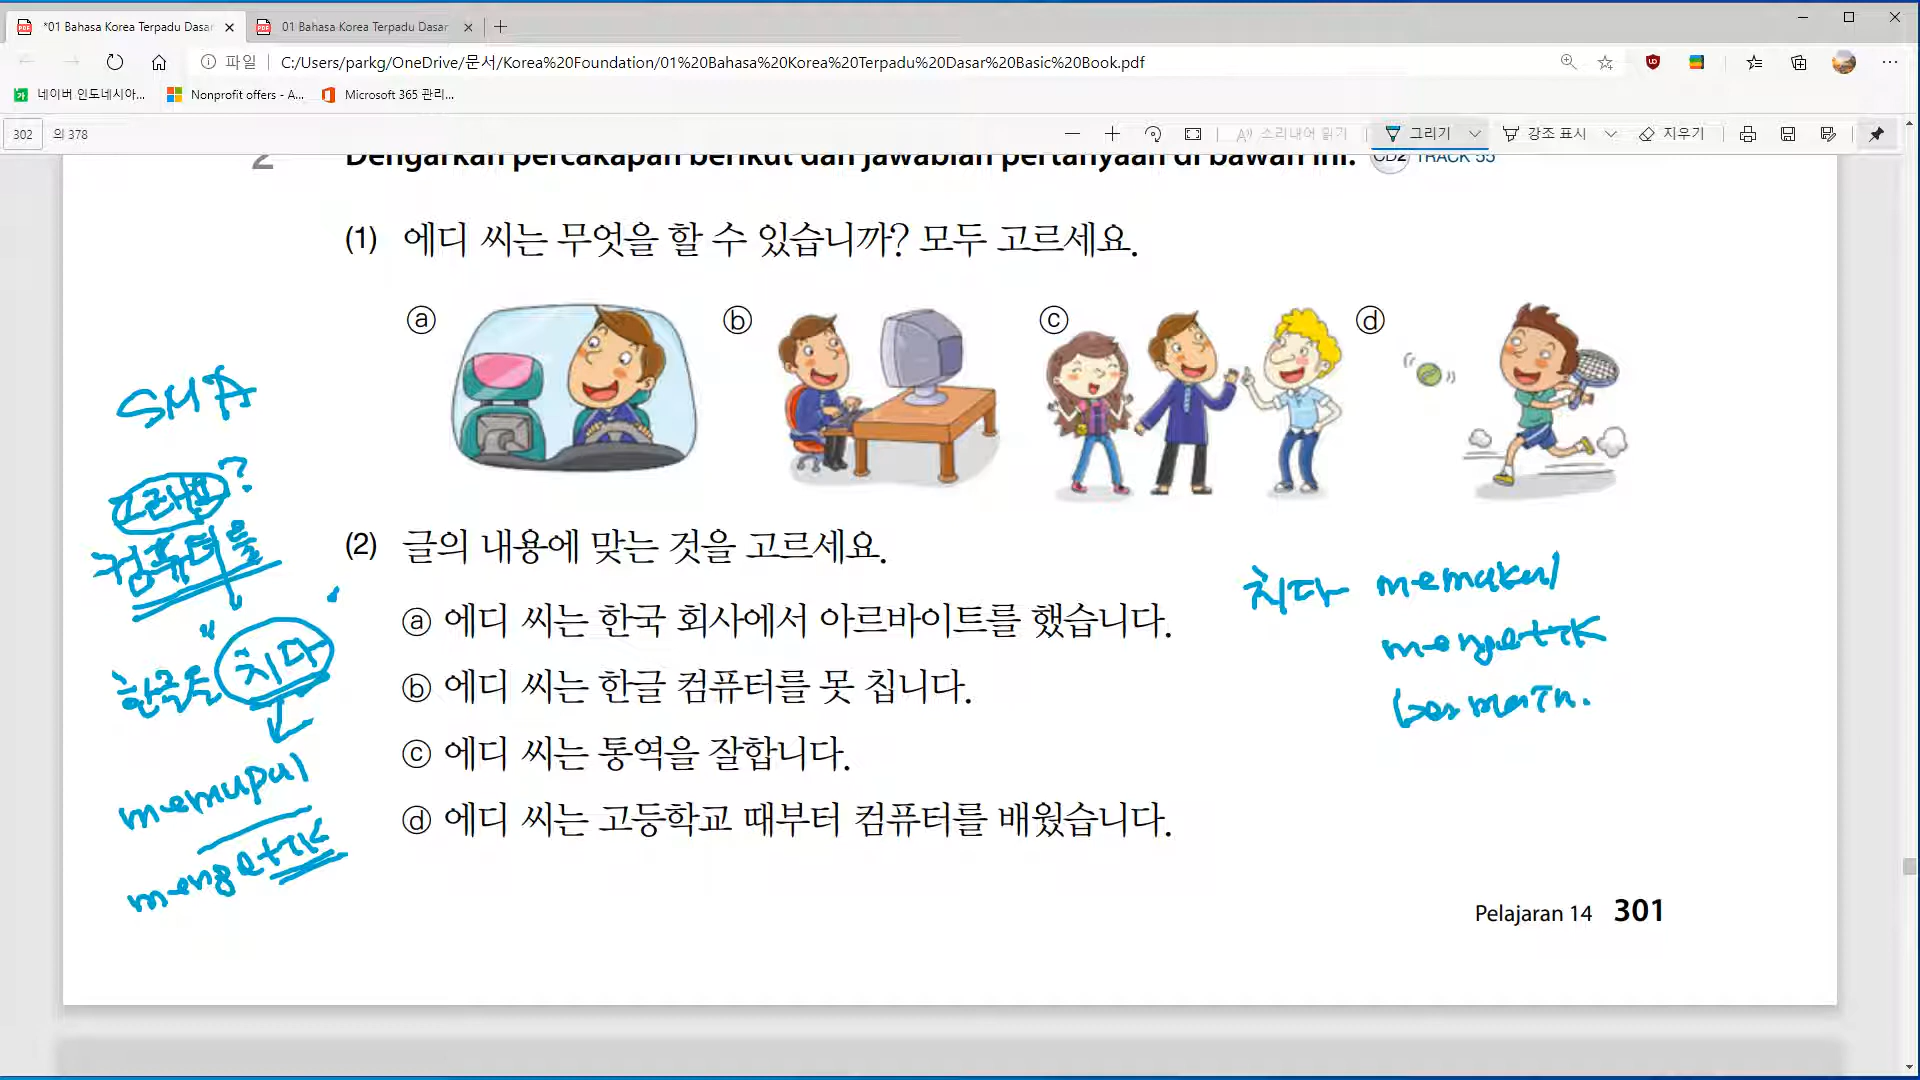 *01 Bahasa Korea Terpadu Dasar
01 Bahasa Korea Terpadu Dasar
파일
C:/Users/parkg/OneDrive/문서/Korea%20Foundation/01%20Bahasa%20Korea%20Terpadu%20Dasar%20Basic%20Book.pdf
네이버 인도네시아...
Nonprofit offers - A...
Microsoft 365 관리...
302
의 378
소리내어 읽기
그리기
강조 표시
지우기
2 Dengarkan percakapan berikut dan jawablah pertanyaan di bawah ini. CD2 TRACK 55
(1) 에디 씨는 무엇을 할 수 있습니까? 모두 고르세요.
ⓐ
ⓑ
ⓒ
ⓓ
SMA
그래요?
컴퓨터를
한글을 치다
memupul
mengetik
(2) 글의 내용에 맞는 것을 고르세요.
ⓐ 에디 씨는 한국 회사에서 아르바이트를 했습니다.
ⓑ 에디 씨는 한글 컴퓨터를 못 칩니다.
ⓒ 에디 씨는 통역을 잘합니다.
ⓓ 에디 씨는 고등학교 때부터 컴퓨터를 배웠습니다.
치다 memukul
mengetik
Pelajaran 14 301